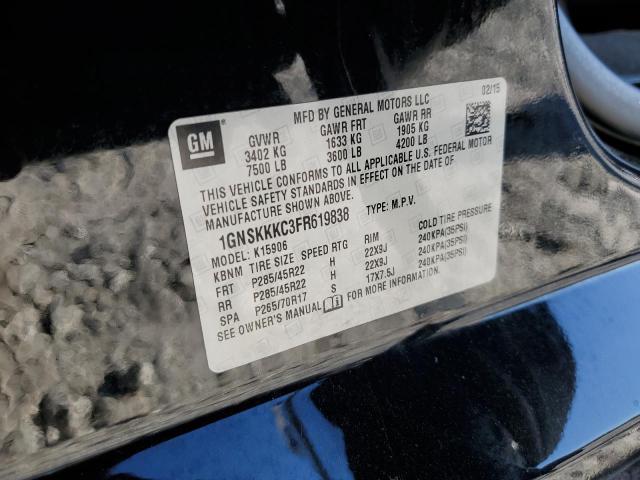 MFD BY GENERAL MOTORS LLC
02/15
GM
GVWR GAWR FRT GAWR RR
3402 KG 1633 KG 1905 KG
7500 LB 3600 LB 4200 LB
THIS VEHICLE CONFORMS TO ALL APPLICABLE U.S. FEDERAL MOTOR
VEHICLE SAFETY STANDARDS IN EFFECT ON THE DATE OF
MANUFACTURE SHOWN ABOVE.
1GNSKKKC3FR619838 TYPE: M.P.V.
MODEL: K15906
KBNM TIRE SIZE SPEED RTG RIM COLD TIRE PRESSURE
FRT P285/45R22 H 22X9J 240KPA(35PSI)
RR P285/45R22 H 22X9J 240KPA(35PSI)
SPA P265/70R17 S 17X7.5J 240KPA(35PSI)
SEE OWNER'S MANUAL FOR ADDITIONAL INFORMATION.